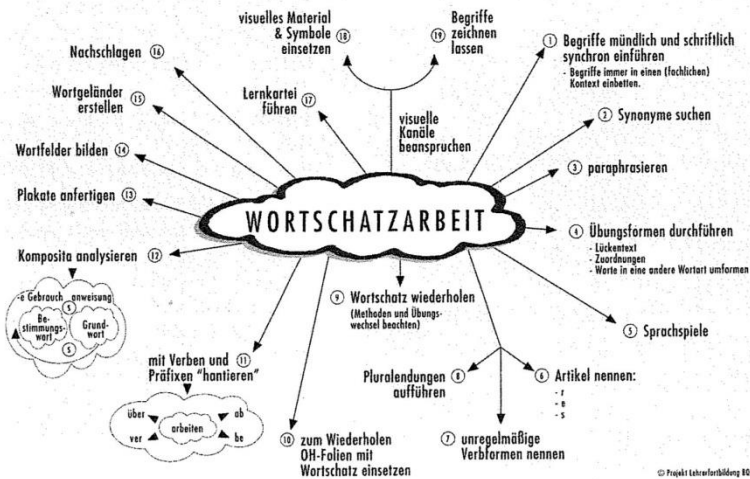 WORTSCHATZARBEIT
① Begriffe mündlich und schriftlich
synchron einführen
- Begriffe immer in einen (fachlichen)
Kontext einbetten.
② Synonyme suchen
③ paraphrasieren
④ Übungsformen durchführen
- Lückentext
- Zuordnungen
- Worte in eine andere Wortart umformen
⑤ Sprachspiele
⑥ Artikel nennen:
- r
- e
- s
⑦ unregelmäßige
Verbformen nennen
Pluralendungen ⑧
aufführen
⑨ Wortschatz wiederholen
(Methoden und Übungs-
wechsel beachten)
⑩ zum Wiederholen
OH-Folien mit
Wortschatz einsetzen
mit Verben und ⑪
Präfixen "hantieren"
über
ab
arbeiten
ver
be
Komposita analysieren ⑫
-e Gebrauch anweisung
s
Be-
stimmungs-
wort
Grund-
wort
s
Plakate anfertigen ⑬
Wortfelder bilden ⑭
Wortgeländer ⑮
erstellen
Nachschlagen ⑯
Lernkartei ⑰
führen
visuelles Material
& Symbole ⑱
einsetzen
⑲ Begriffe
zeichnen
lassen
visuelle
Kanäle
beanspruchen
© Projekt Lehrerfortbildung BQ